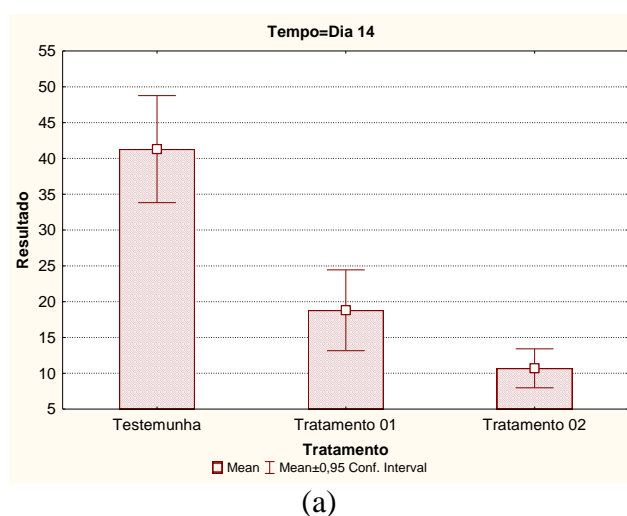 Tempo=Dia 14
55
50
45
40
35
30
25
20
15
10
5
Resultado
Testemunha Tratamento 01 Tratamento 02
Tratamento
Mean Mean±0,95 Conf. Interval
(a)